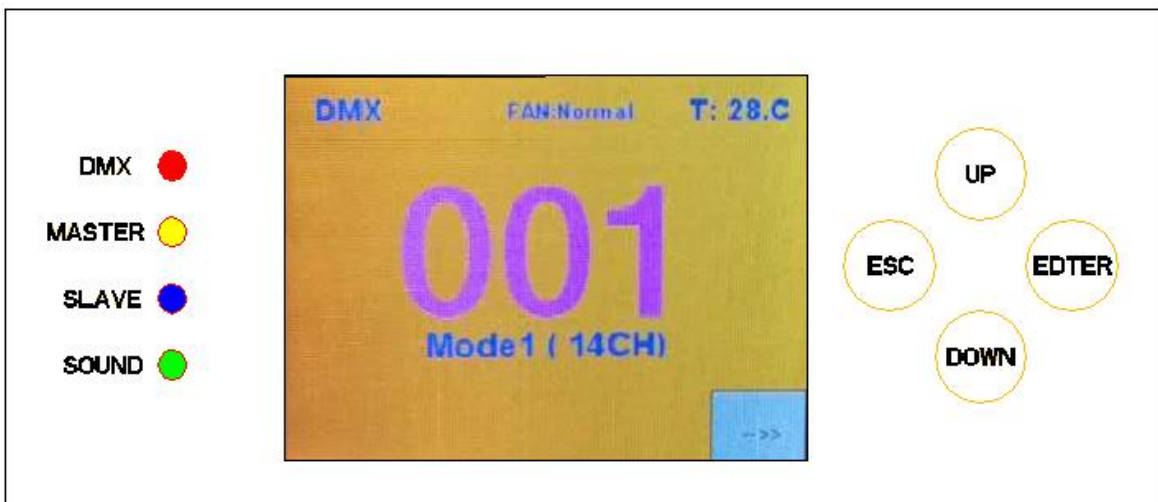 DMX
MASTER
SLAVE
SOUND
DMX FAN:Normal T: 28.C
001
Mode1 ( 14CH)
-->>
UP
ESC
EDTER
DOWN